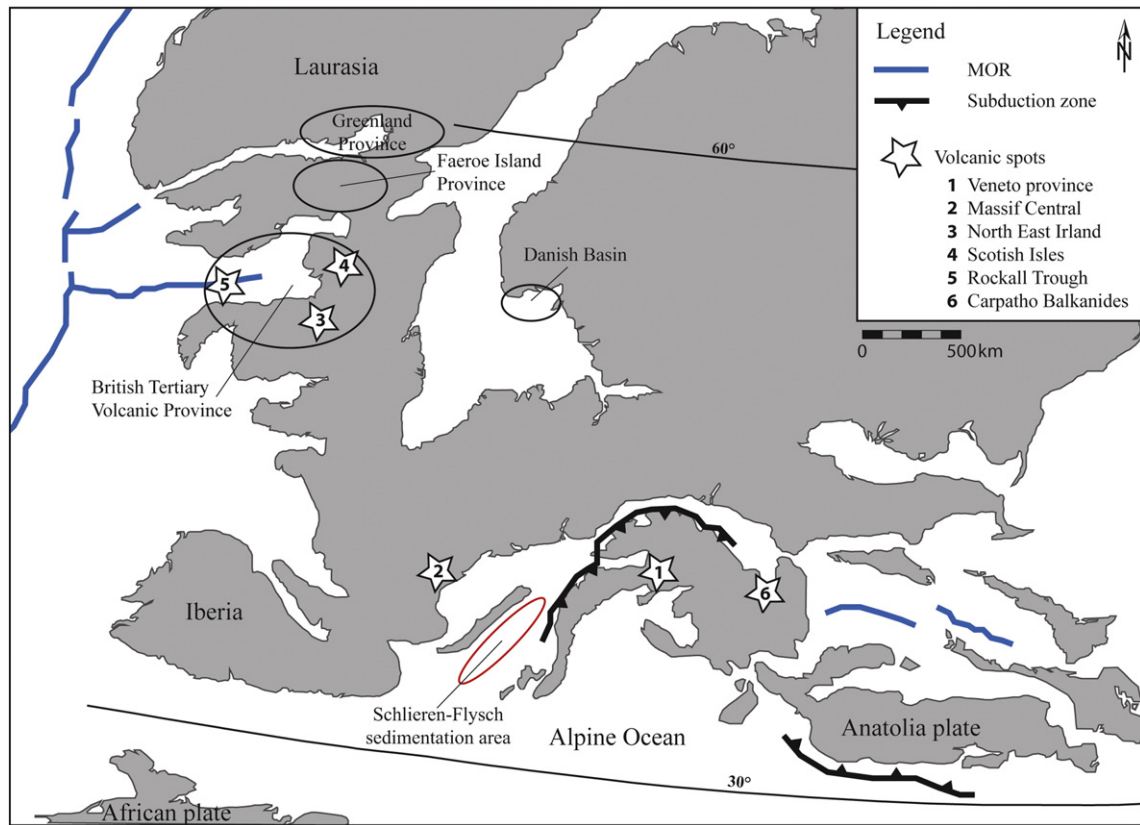 Laurasia
Greenland
Province
Faeroe Island
Province
60°
Legend
N
MOR
Subduction zone
Volcanic spots
1 Veneto province
2 Massif Central
3 North East Irland
4 Scotish Isles
5 Rockall Trough
6 Carpatho Balkanides
0 500km
Danish Basin
4
5
3
British Tertiary
Volcanic Province
2
1
6
Iberia
Schlieren-Flysch
sedimentation area
Alpine Ocean
Anatolia plate
30°
African plate